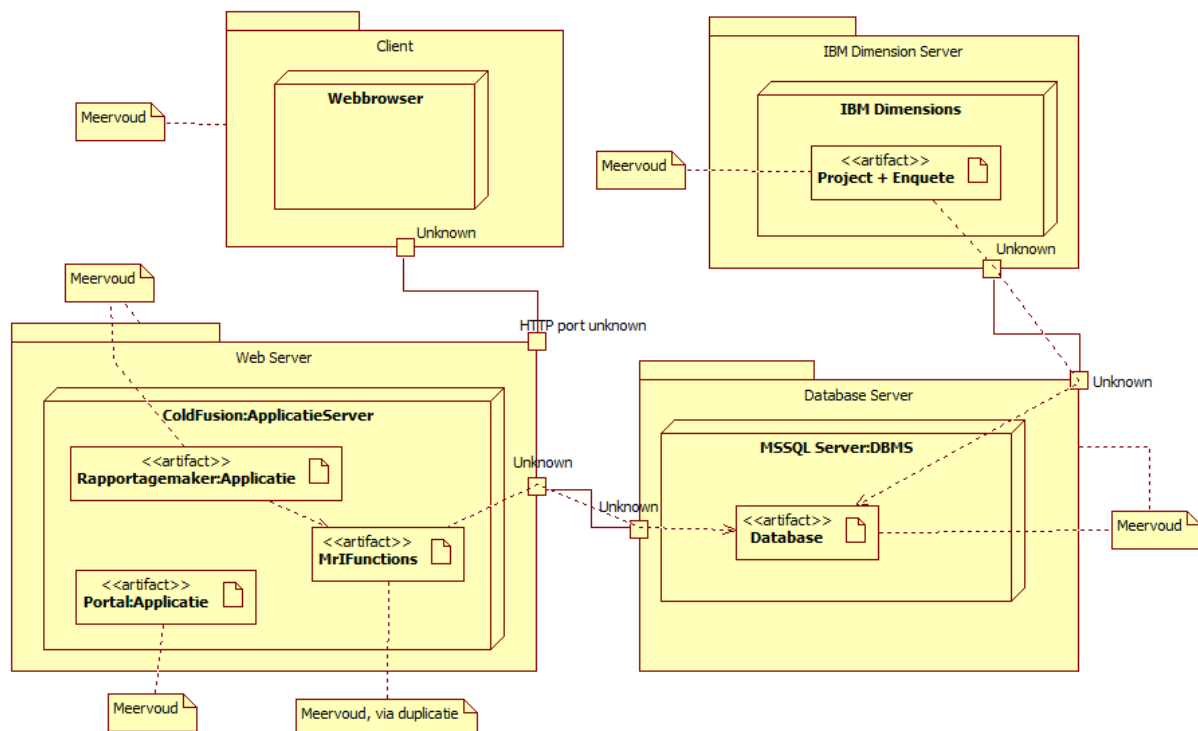 Client
Webbrowser
Meervoud
Unknown
IBM Dimension Server
IBM Dimensions
<<artifact>>
Project + Enquete
Meervoud
Unknown
Meervoud
HTTP port unknown
Web Server
ColdFusion:ApplicatieServer
<<artifact>>
Rapportagemaker:Applicatie
<<artifact>>
MrIFunctions
<<artifact>>
Portal:Applicatie
Unknown
Meervoud
Meervoud, via duplicatie
Unknown
Database Server
MSSQL Server:DBMS
Unknown
<<artifact>>
Database
Meervoud